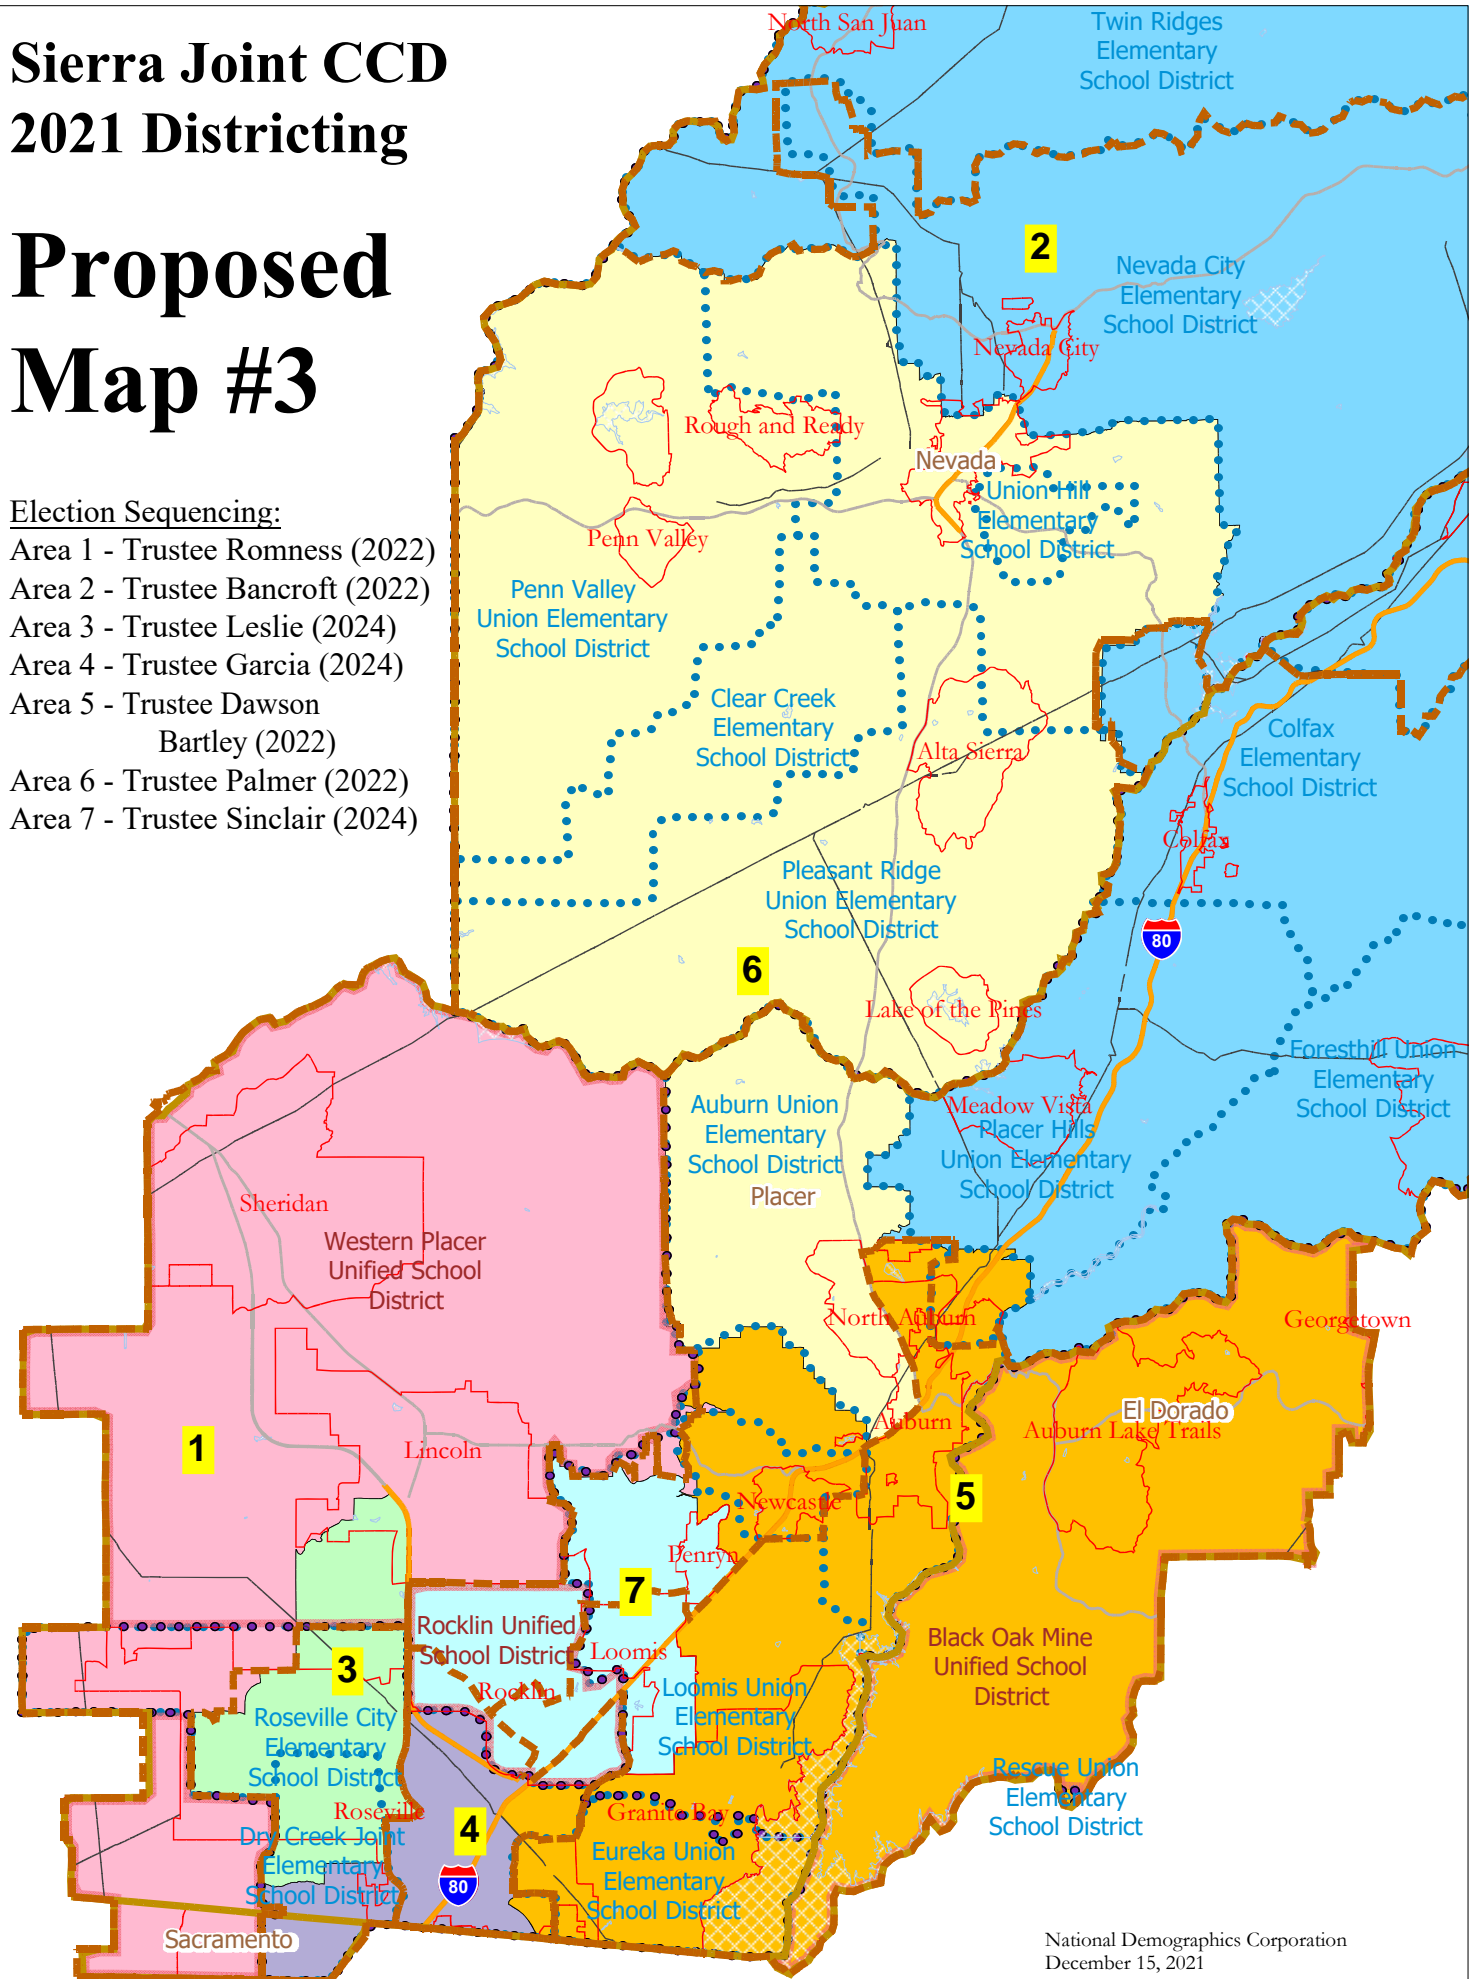 Sierra Joint CCD
2021 Districting
Proposed
Map #3
Election Sequencing:
Area 1 - Trustee Romness (2022)
Area 2 - Trustee Bancroft (2022)
Area 3 - Trustee Leslie (2024)
Area 4 - Trustee Garcia (2024)
Area 5 - Trustee Dawson
Bartley (2022)
Area 6 - Trustee Palmer (2022)
Area 7 - Trustee Sinclair (2024)
North San Juan
Twin Ridges
Elementary
School District
2
Nevada City
Elementary
School District
Nevada City
Rough and Ready
Nevada
Union Hill
Elementary
School District
Penn Valley
Penn Valley
Union Elementary
School District
Clear Creek
Elementary
School District
Alta Sierra
Colfax
Elementary
School District
Colfax
Pleasant Ridge
Union Elementary
School District
80
6
Lake of the Pines
Foresthill Union
Elementary
School District
Meadow Vista
Placer Hills
Union Elementary
School District
Auburn Union
Elementary
School District
Placer
Sheridan
Western Placer
Unified School
District
North Auburn
Georgetown
El Dorado
Auburn Lake Trails
Auburn
1
Lincoln
5
Newcastle
Penryn
7
Rocklin Unified
School District
Loomis
Rocklin
Black Oak Mine
Unified School
District
3
Loomis Union
Elementary
School District
Roseville City
Elementary
School District
Roseville
Rescue Union
Elementary
School District
Granite Bay
4
Dry Creek Joint
Elementary
School District
Eureka Union
Elementary
School District
80
Sacramento
National Demographics Corporation
December 15, 2021